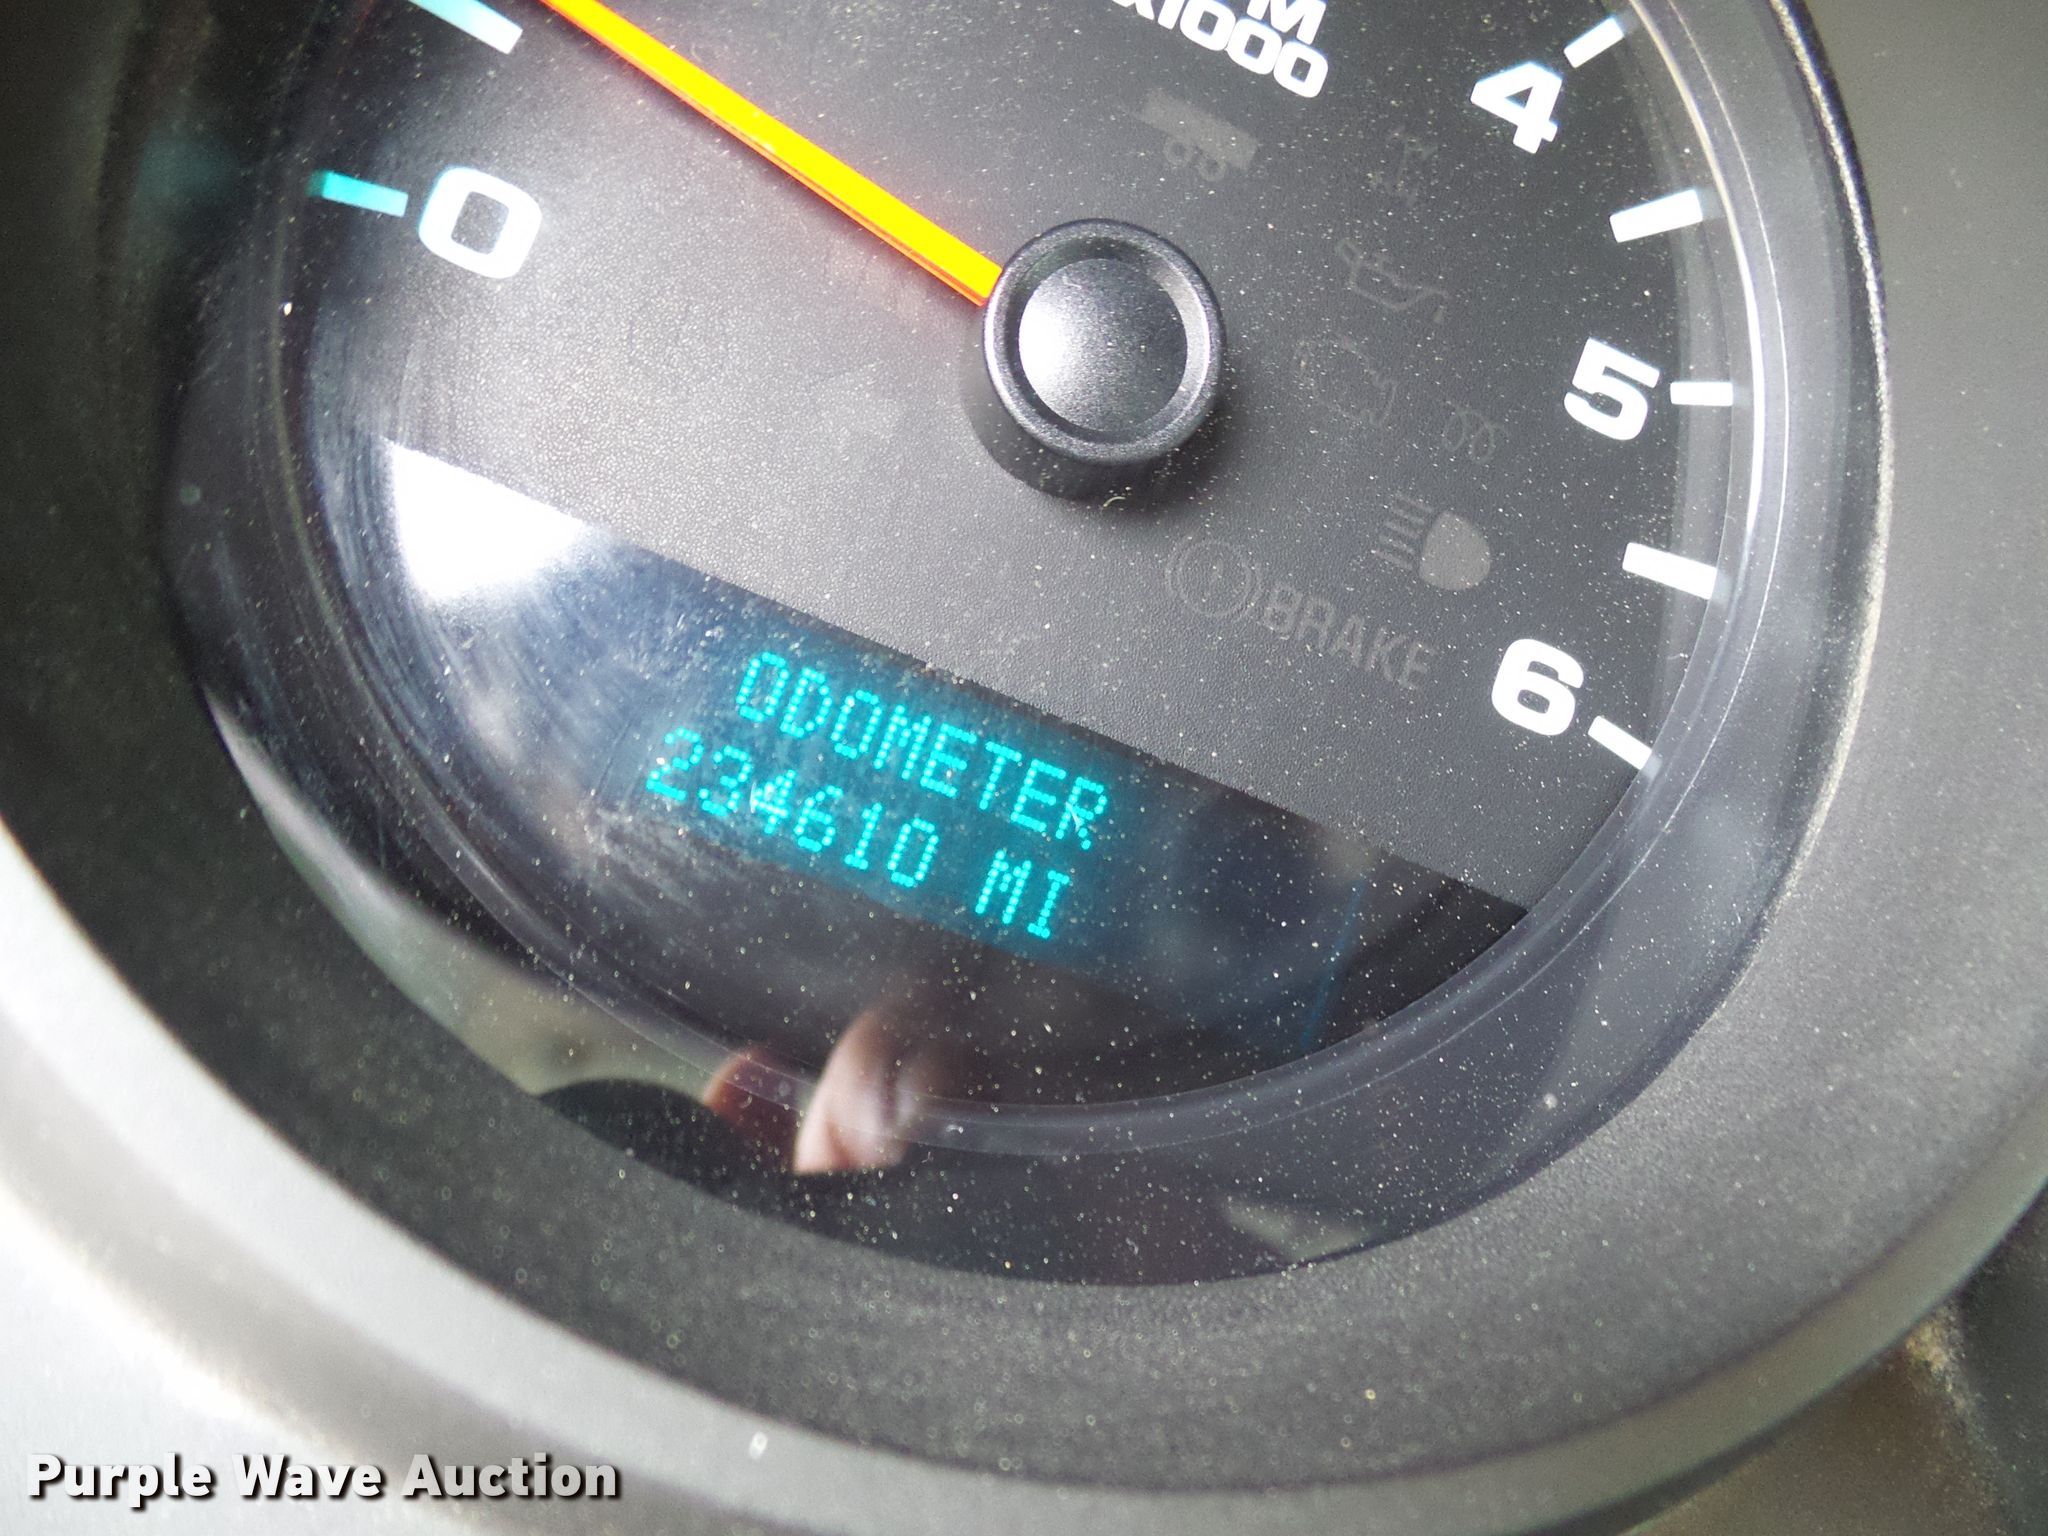 M
X1000
0
4
5
6
BRAKE
ODOMETER
234610 MI
Purple Wave Auction